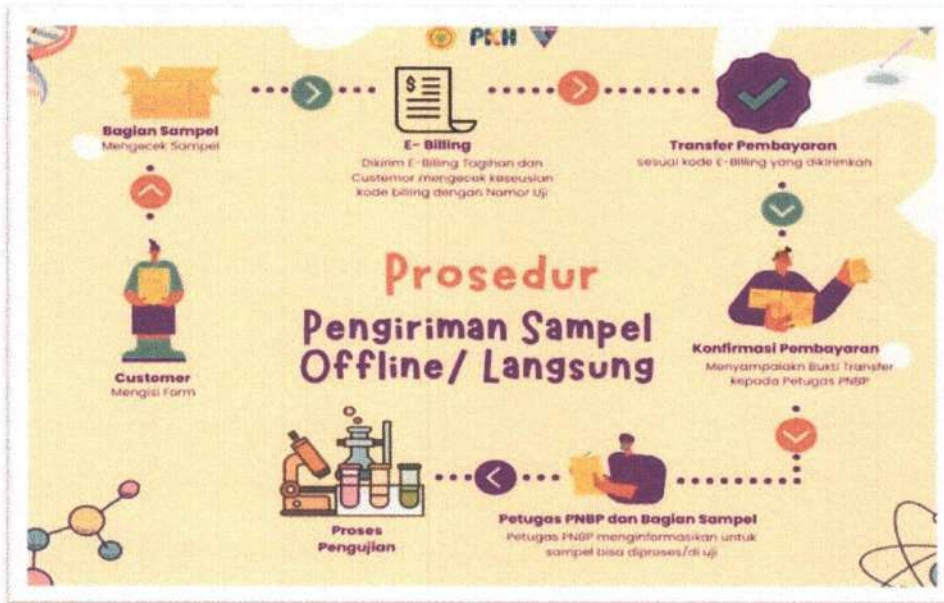 PKH
Bagian Sampel
Mengecek Sampel
$
E- Billing
Dikirim E-Billing Tagihan dan
Customer mengecek keseusian
kode billing dengan Nomor Uji
Transfer Pembayaran
sesuai kode E-Billing yang dikirimkan
Prosedur
Pengiriman Sampel
Offline/ Langsung
Customer
Mengisi Form
Konfirmasi Pembayaran
Menyampaiakn Bukti Transfer
kepada Petugas PNBP
Proses
Pengujian
Petugas PNBP dan Bagian Sampel
Petugas PNBP menginformasikan untuk
sampel bisa diproses/di uji